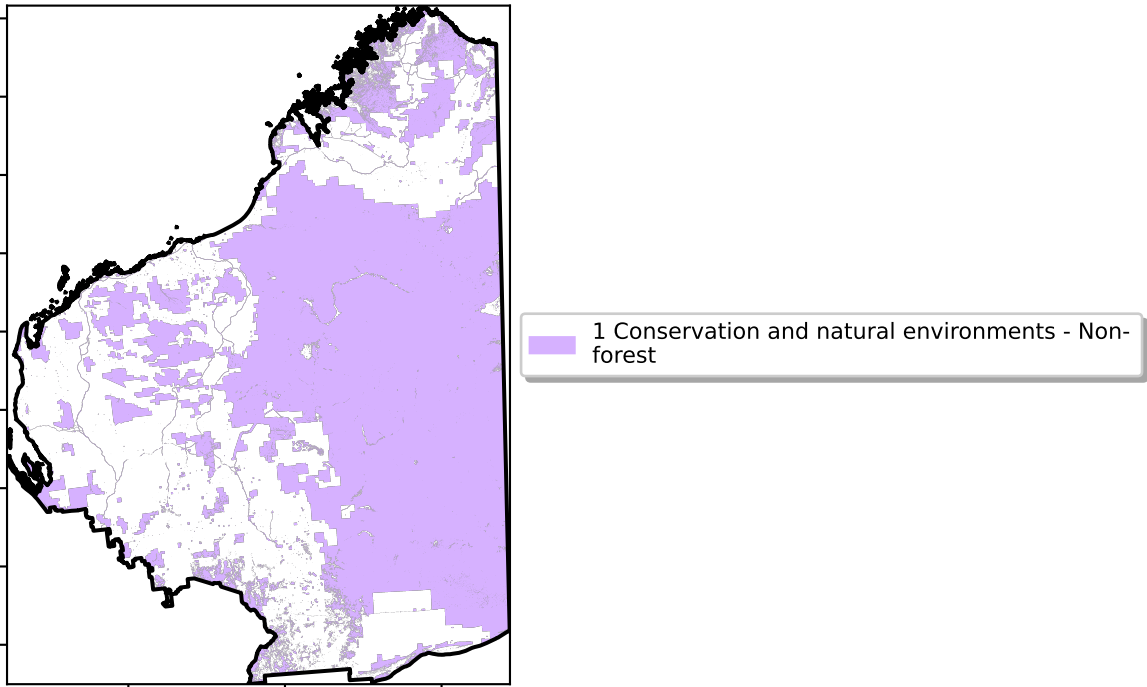 1 Conservation and natural environments - Non-
forest